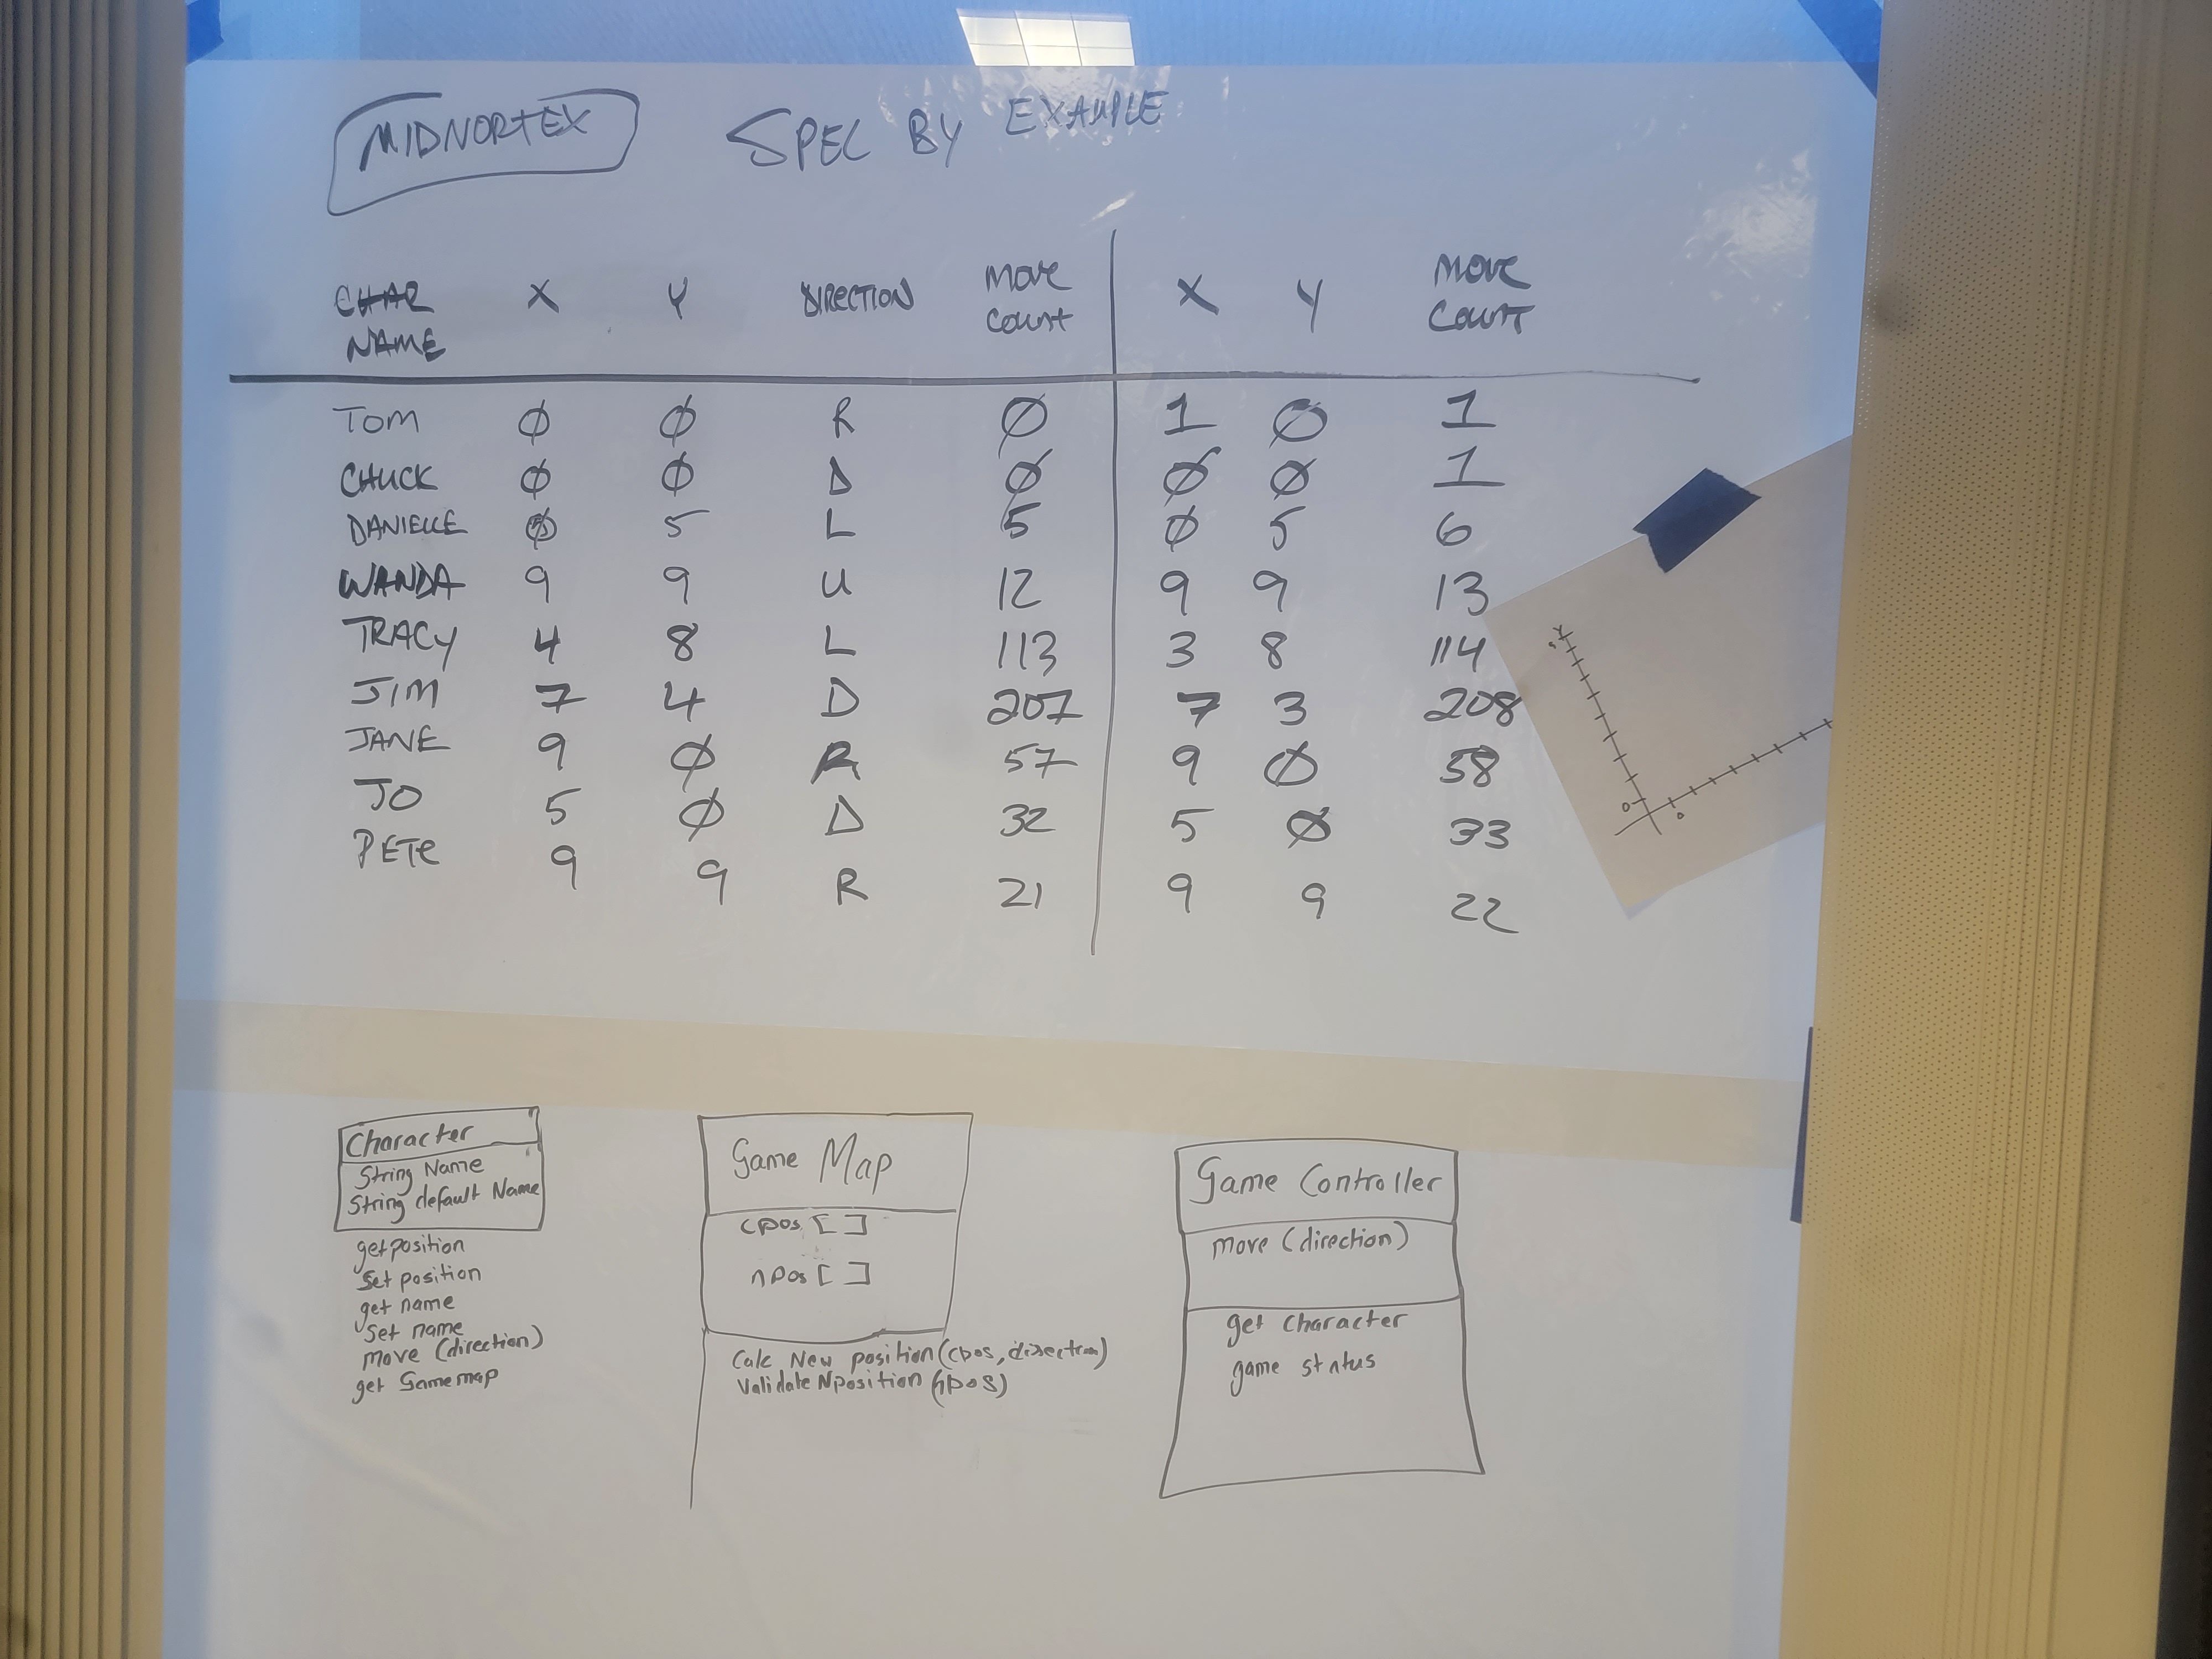 MIDNORTEX SPEC BY EXAMPLE
CHAR NAME X Y DIRECTION MOVE COUNT X Y MOVE COUNT
TOM Ø Ø R Ø 1 Ø 1
CHUCK Ø Ø D Ø Ø Ø 1
DANIELLE Ø 5 L 5 Ø 5 6
WANDA 9 9 U 12 9 9 13
TRACY 4 8 L 113 3 8 114
JIM 7 4 D 207 7 3 208
JANE 9 Ø R 57 9 Ø 58
JO 5 Ø D 32 5 Ø 33
PETE 9 9 R 21 9 9 22
Y
9
0
0
Character
String Name
String default Name
getposition
Set position
get name
Set name
move (direction)
get Gamemap
Game Map
cpos [ ]
npos [ ]
Calc New position(cpos, direction)
Validate Nposition (npos)
Game Controller
move (direction)
get character
game status